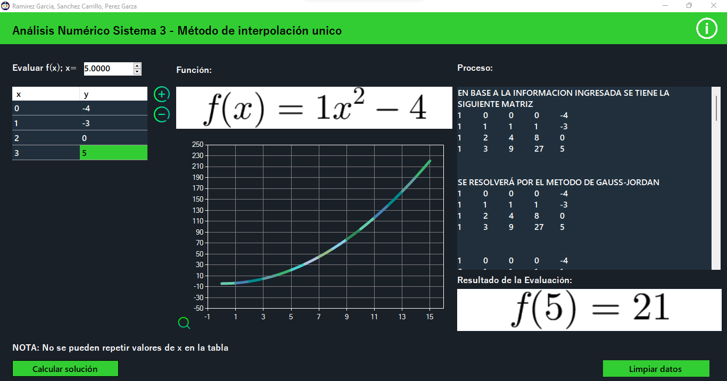 Ramirez Garcia, Sanchez Carrillo, Perez Garza
Análisis Numérico Sistema 3 - Método de interpolación unico
Evaluar f(x); x= 5.0000
x y
0 -4
1 -3
2 0
3 5
Función:
f(x) = 1x² − 4
250
230
210
190
170
150
130
110
90
70
50
30
10
-10
-30
-50
-1 1 3 5 7 9 11 13 15
Proceso:
EN BASE A LA INFORMACION INGRESADA SE TIENE LA
SIGUIENTE MATRIZ
1 0 0 0 -4
1 1 1 1 -3
1 2 4 8 0
1 3 9 27 5
SE RESOLVERÁ POR EL METODO DE GAUSS-JORDAN
1 0 0 0 -4
1 1 1 1 -3
1 2 4 8 0
1 3 9 27 5
1 0 0 0 -4
Resultado de la Evaluación:
f(5) = 21
NOTA: No se pueden repetir valores de x en la tabla
Calcular solución
Limpiar datos